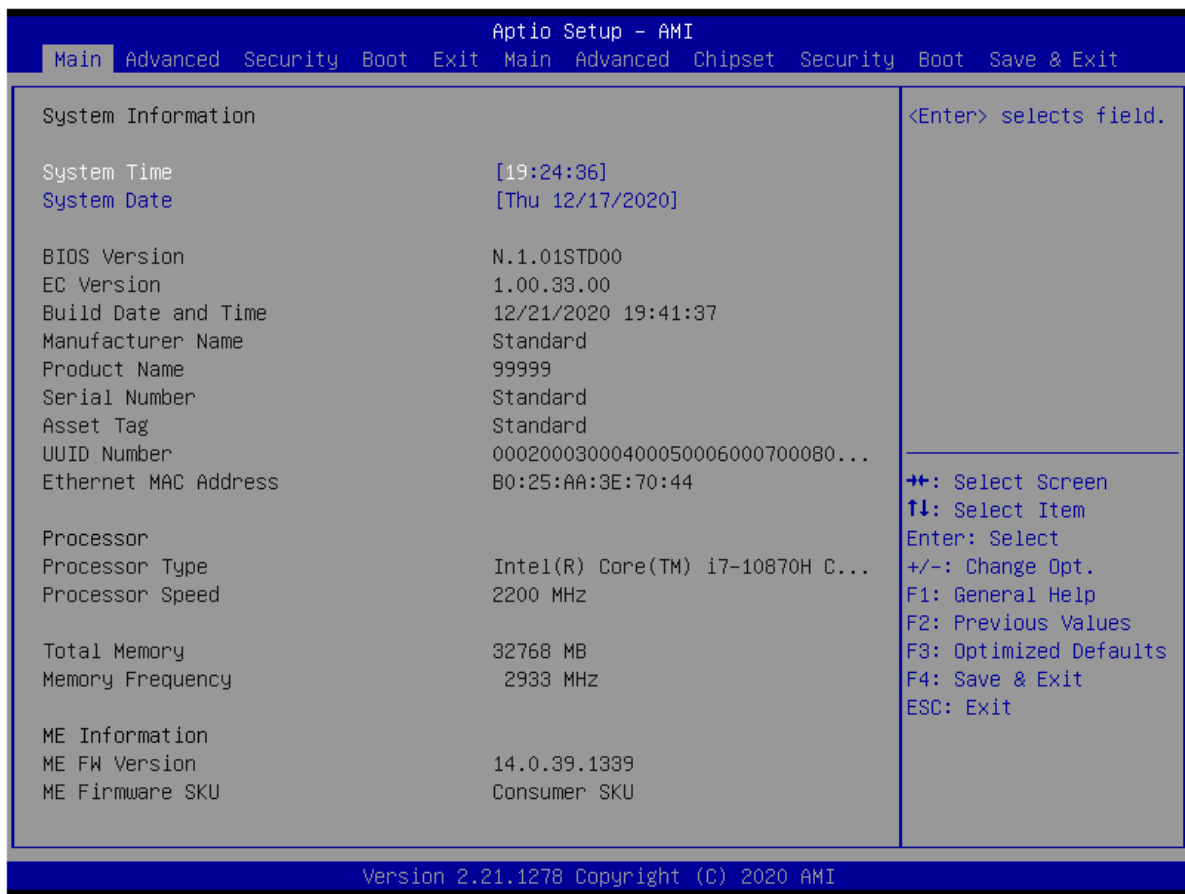 Aptio Setup – AMI
Main Advanced Security Boot Exit Main Advanced Chipset Security Boot Save & Exit
System Information
System Time [19:24:36]
System Date [Thu 12/17/2020]
BIOS Version N.1.01STD00
EC Version 1.00.33.00
Build Date and Time 12/21/2020 19:41:37
Manufacturer Name Standard
Product Name 99999
Serial Number Standard
Asset Tag Standard
UUID Number 00020003000400050006000700080...
Ethernet MAC Address B0:25:AA:3E:70:44
Processor
Processor Type Intel(R) Core(TM) i7-10870H C...
Processor Speed 2200 MHz
Total Memory 32768 MB
Memory Frequency 2933 MHz
ME Information
ME FW Version 14.0.39.1339
ME Firmware SKU Consumer SKU
<Enter> selects field.
→←: Select Screen
↑↓: Select Item
Enter: Select
+/-: Change Opt.
F1: General Help
F2: Previous Values
F3: Optimized Defaults
F4: Save & Exit
ESC: Exit
Version 2.21.1278 Copyright (C) 2020 AMI